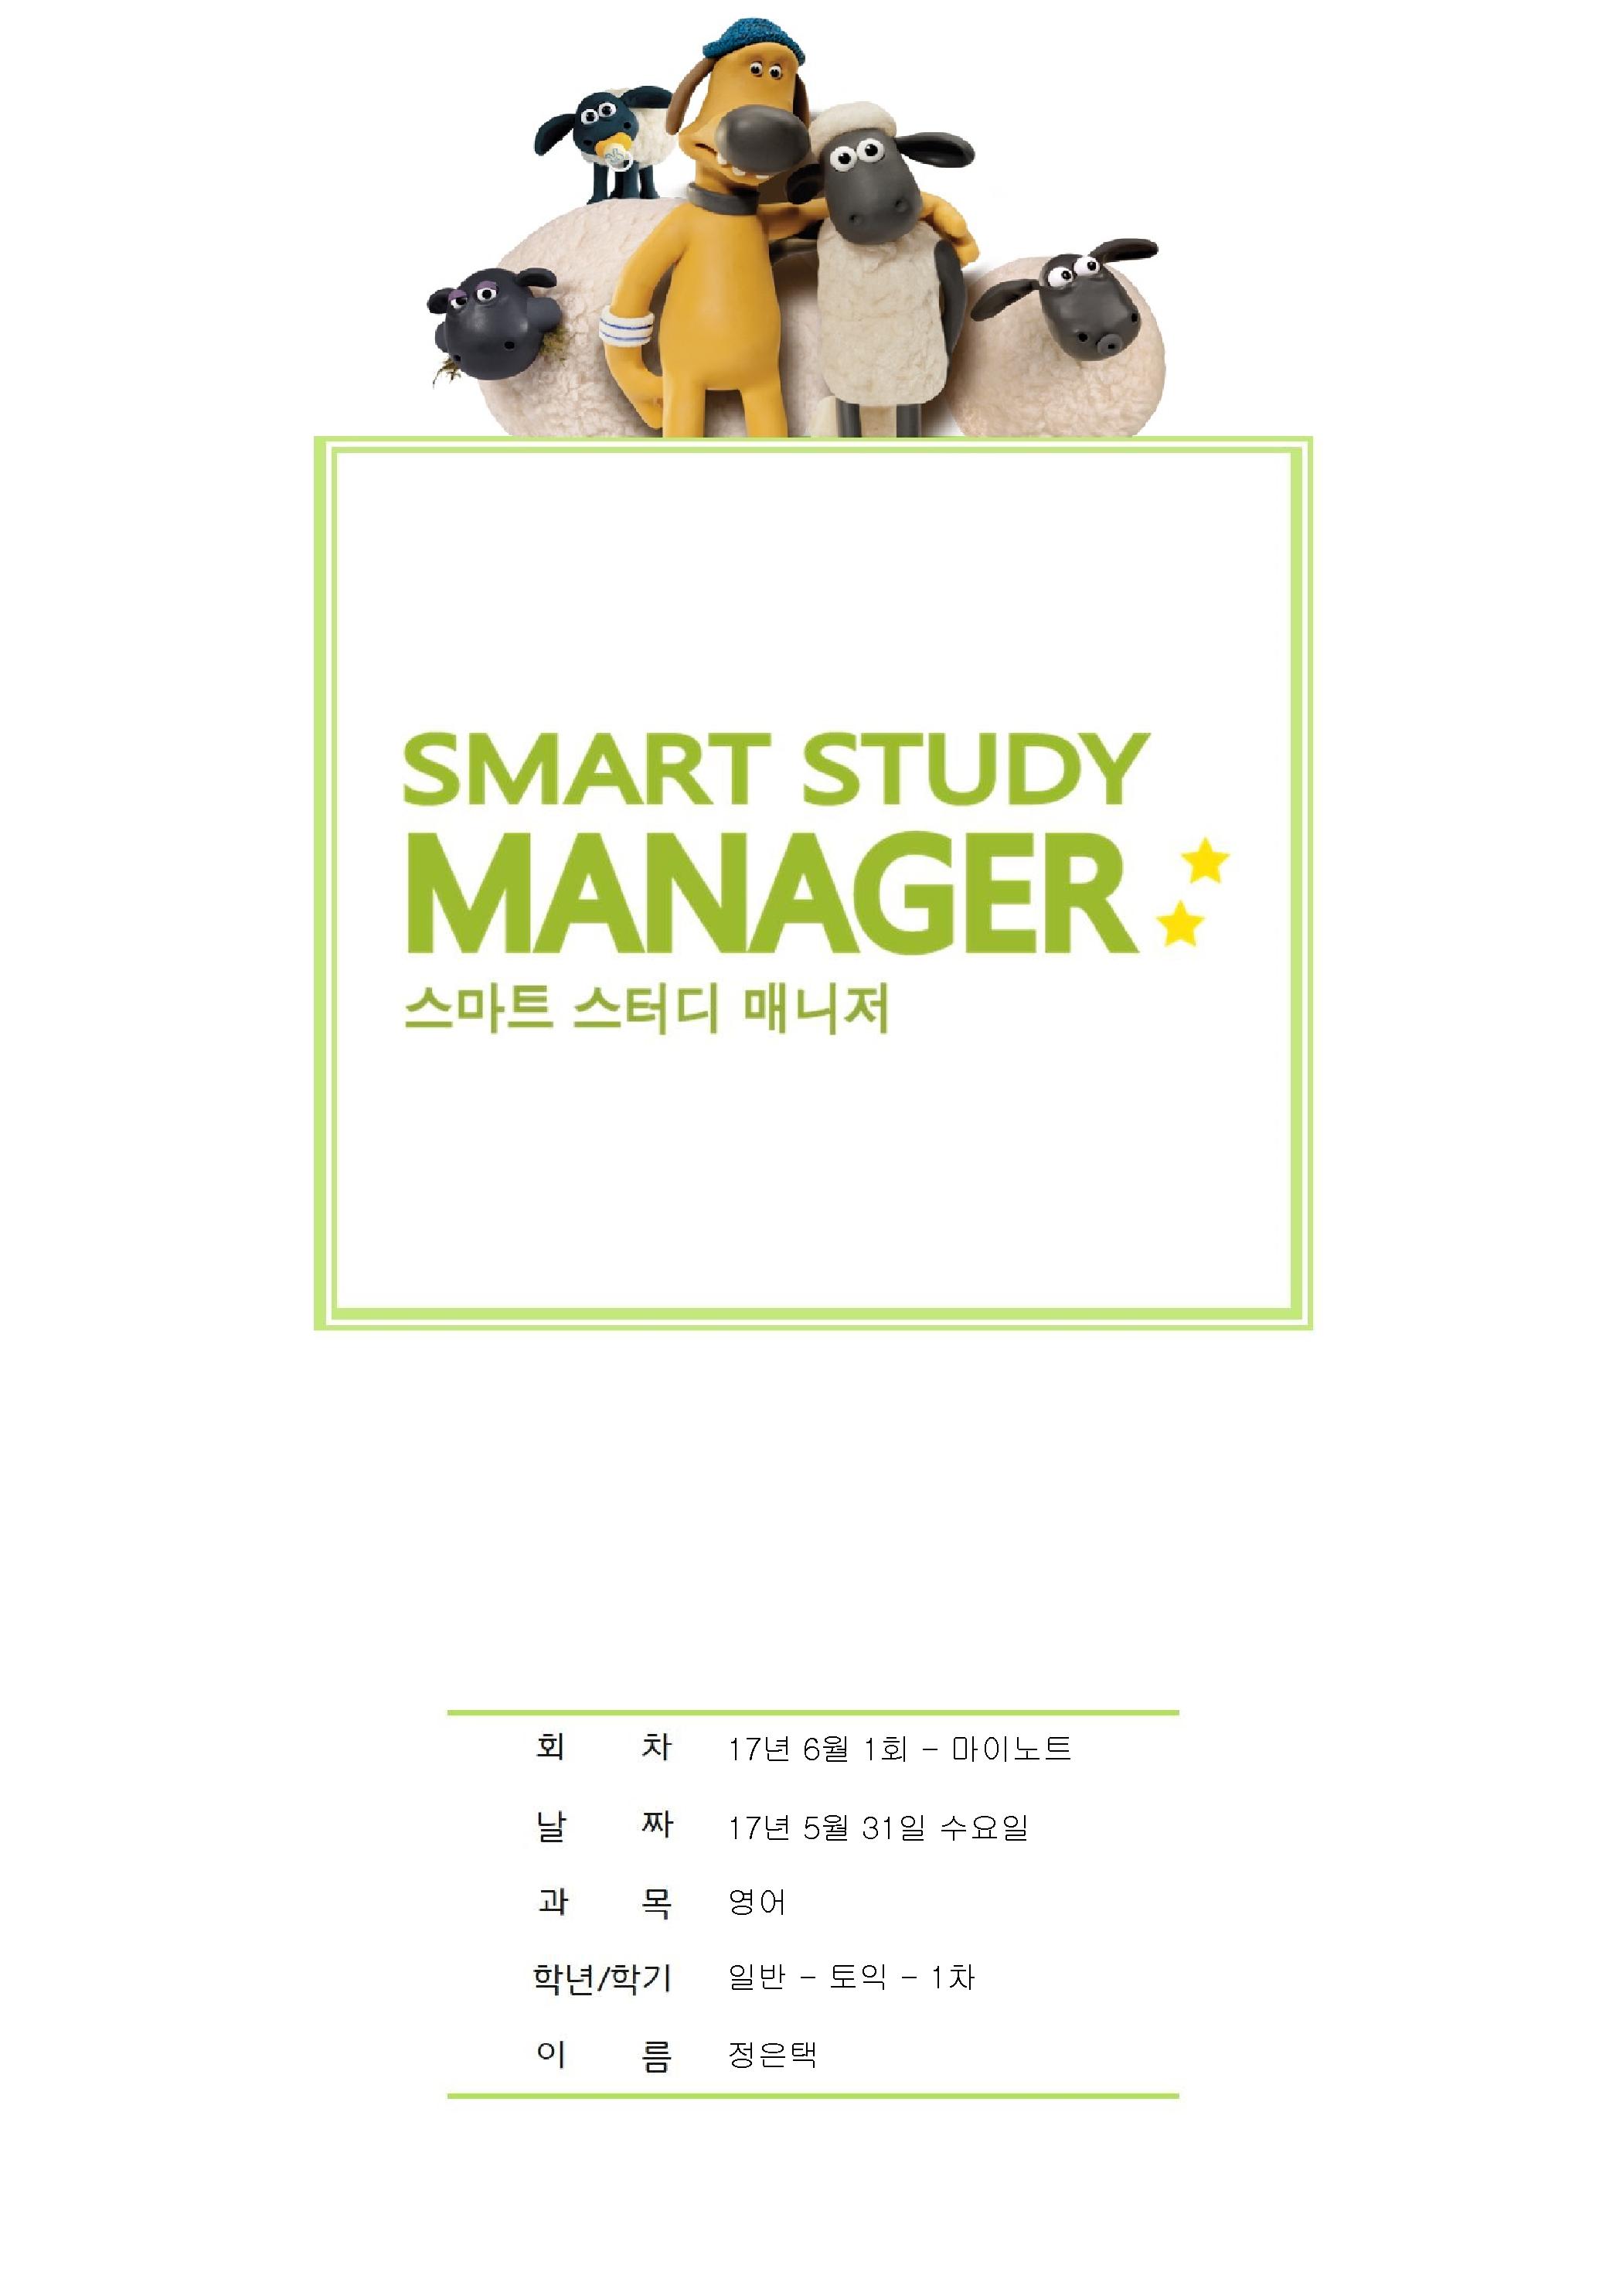 SMART STUDY
MANAGER
스마트 스터디 매니저
회 차 17년 6월 1회 - 마이노트
날 짜 17년 5월 31일 수요일
과 목 영어
학년/학기 일반 - 토익 - 1차
이 름 정은택